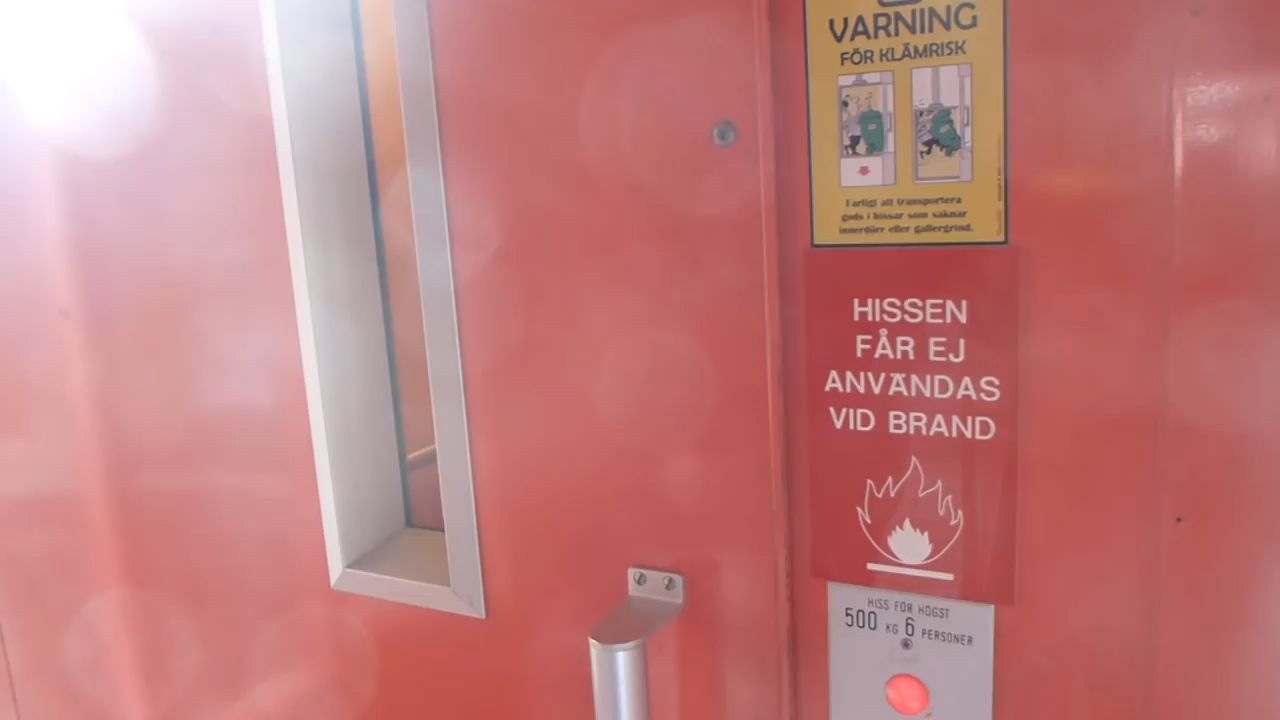 VARNING
FÖR KLÄMRISK
Farligt att transportera
gods i hissar som saknar
innerdörr eller gallergrind.
HISSEN
FÅR EJ
ANVÄNDAS
VID BRAND
HISS FÖR HÖGST
500 KG 6 PERSONER